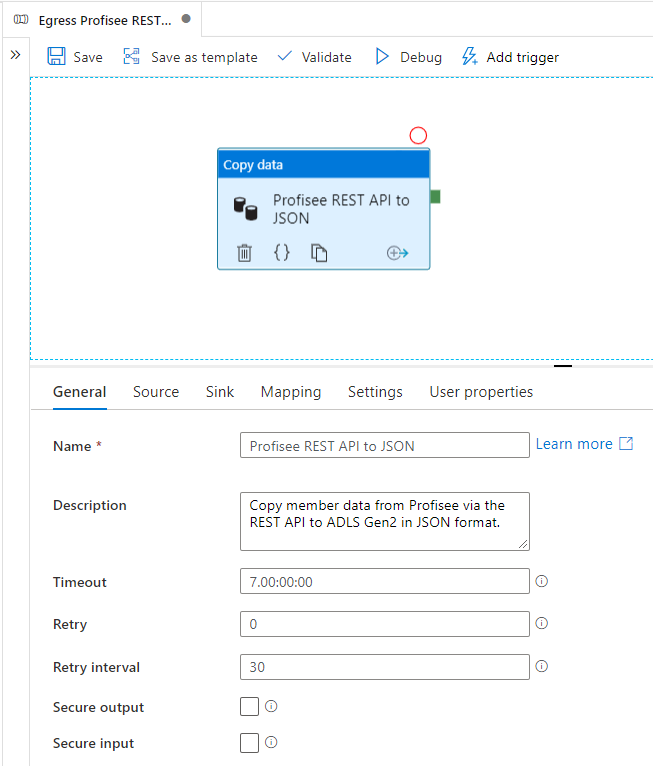 Egress Profisee REST...
Save
Save as template
Validate
Debug
Add trigger
Copy data
Profisee REST API to
JSON
General
Source
Sink
Mapping
Settings
User properties
Name *
Profisee REST API to JSON
Learn more
Description
Copy member data from Profisee via the
REST API to ADLS Gen2 in JSON format.
Timeout
7.00:00:00
Retry
0
Retry interval
30
Secure output
Secure input